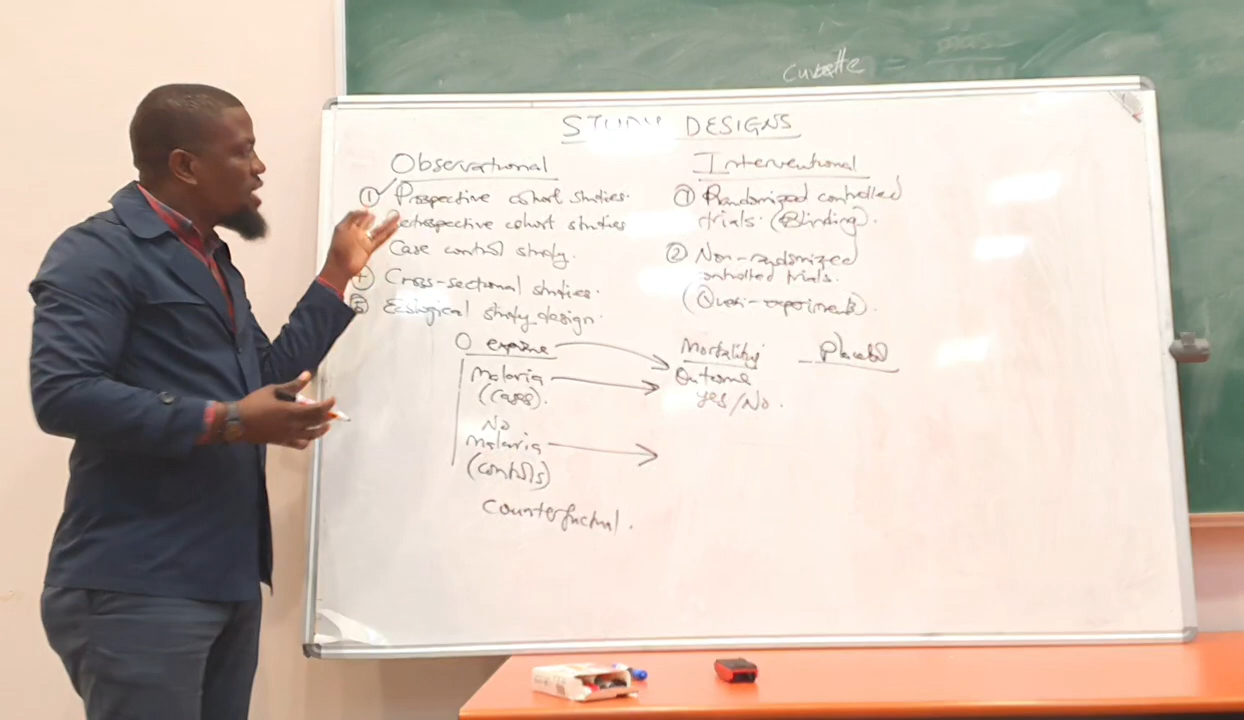 cuvette
STUDY DESIGNS
Observational
① Prospective cohort studies.
Retrospective cohort studies
Case control study.
④ Cross-sectional studies.
⑤ Ecological study design.
Interventional
① Randomized controlled
trials. (Blinding).
② Non-randomized
controlled trials.
(Quasi-experiments).
O exposure
Malaria
(Cases).
No
Malaria
(controls)
Counterfactual.
Mortality
Outcome
yes/No.
Placebo